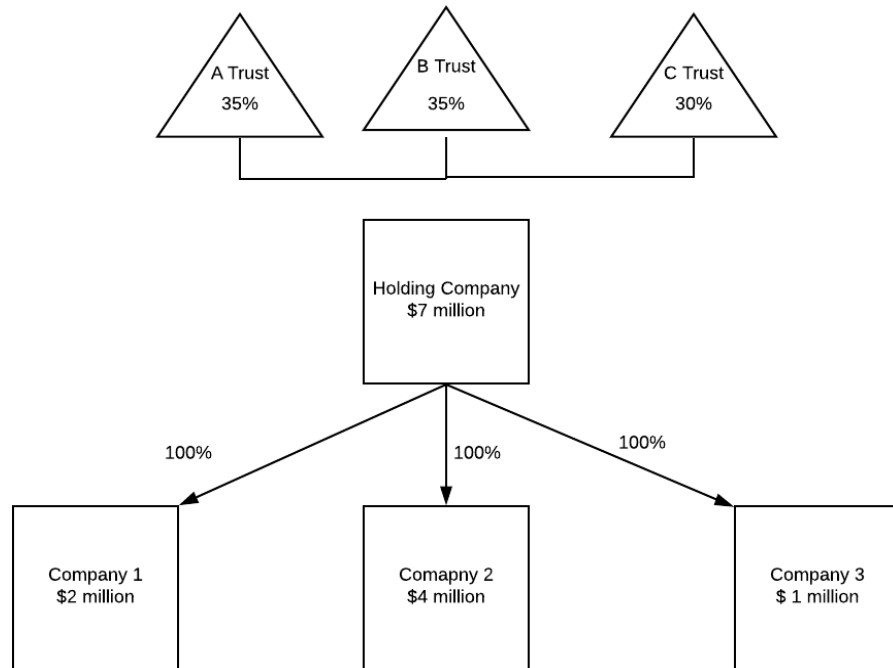 A Trust
35%
B Trust
35%
C Trust
30%
Holding Company
$7 million
100%
100%
100%
Company 1
$2 million
Comapny 2
$4 million
Company 3
$ 1 million